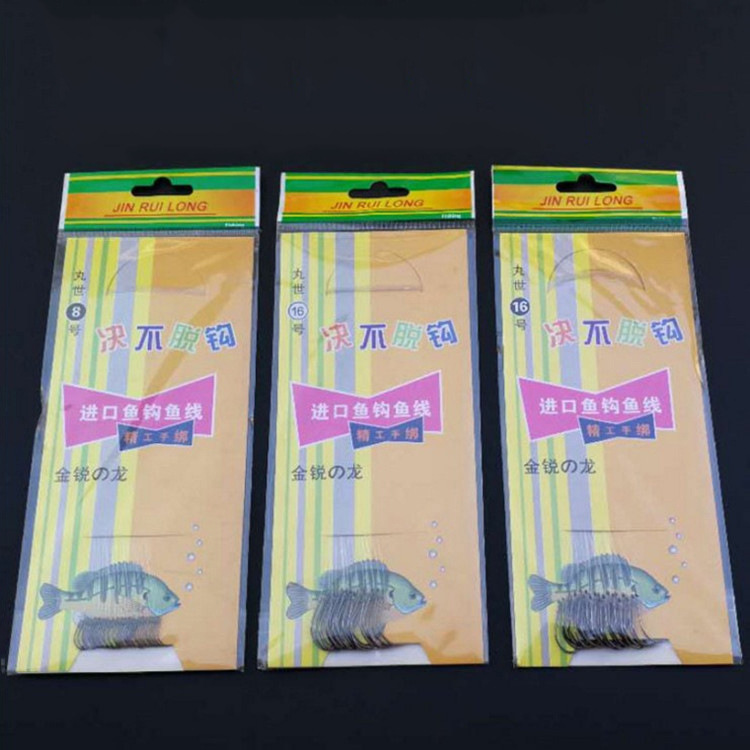 JIN RUI LONG
Fishing
丸世
8
号
决不脱钩
进口鱼钩鱼线
精工手绑
金锐の龙
JIN RUI LONG
Fishing
丸世
16
号
决不脱钩
进口鱼钩鱼线
精工手绑
金锐の龙
JIN RUI LONG
Fishing
丸世
16
号
决不脱钩
进口鱼钩鱼线
精工手绑
金锐の龙